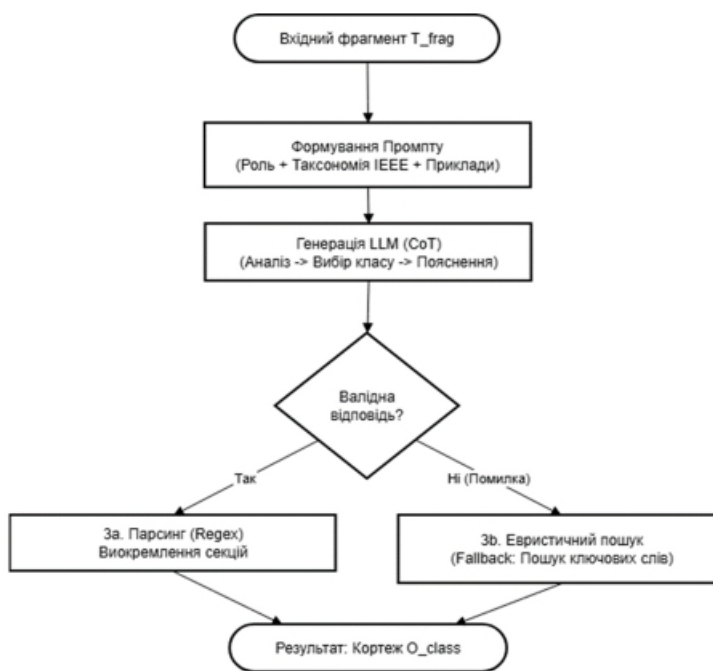 Вхідний фрагмент T_frag
Формування Промпту
(Роль + Таксономія IEEE + Приклади)
Генерація LLM (CoT)
(Аналіз -> Вибір класу -> Пояснення)
Валідна
відповідь?
Так
Ні (Помилка)
3a. Парсинг (Regex)
Виокремлення секцій
3b. Евристичний пошук
(Fallback: Пошук ключових слів)
Результат: Кортеж O_class